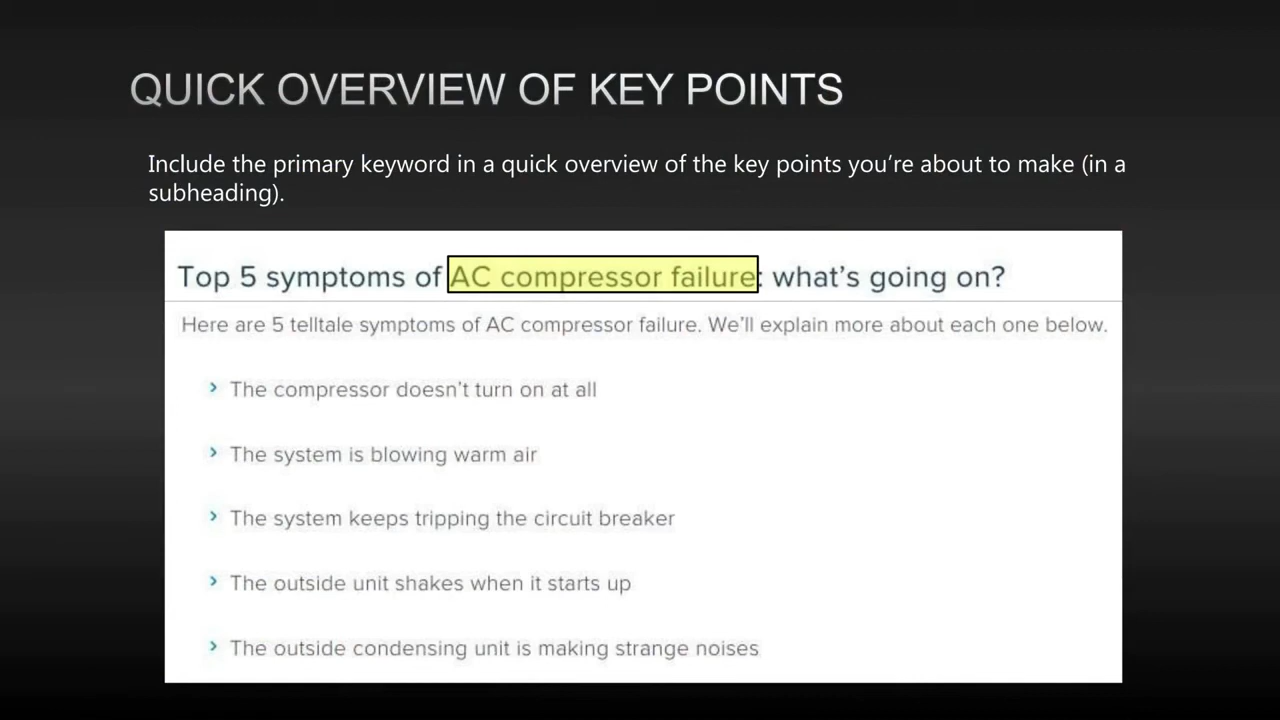 QUICK OVERVIEW OF KEY POINTS
Include the primary keyword in a quick overview of the key points you’re about to make (in a
subheading).
Top 5 symptoms of AC compressor failure: what’s going on?
Here are 5 telltale symptoms of AC compressor failure. We’ll explain more about each one below.
› The compressor doesn’t turn on at all
› The system is blowing warm air
› The system keeps tripping the circuit breaker
› The outside unit shakes when it starts up
› The outside condensing unit is making strange noises